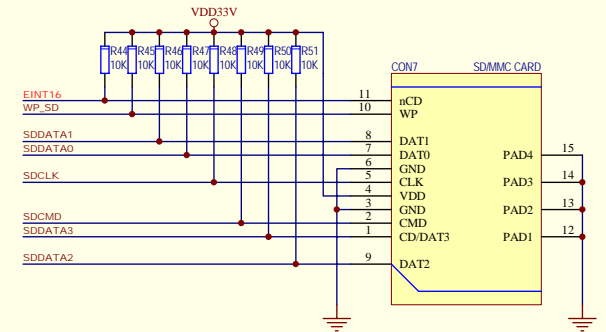 VDD33V
R44 R45 R46 R47 R48 R49 R50 R51
10K 10K 10K 10K 10K 10K 10K 10K
CON7 SD/MMC CARD
EINT16 11 nCD
WP_SD 10 WP
SDDATA1 8 DAT1
SDDATA0 7 DAT0 PAD4 15
6 GND
SDCLK 5 CLK PAD3 14
4 VDD
3 GND PAD2 13
SDCMD 2 CMD
SDDATA3 1 CD/DAT3 PAD1 12
SDDATA2 9 DAT2